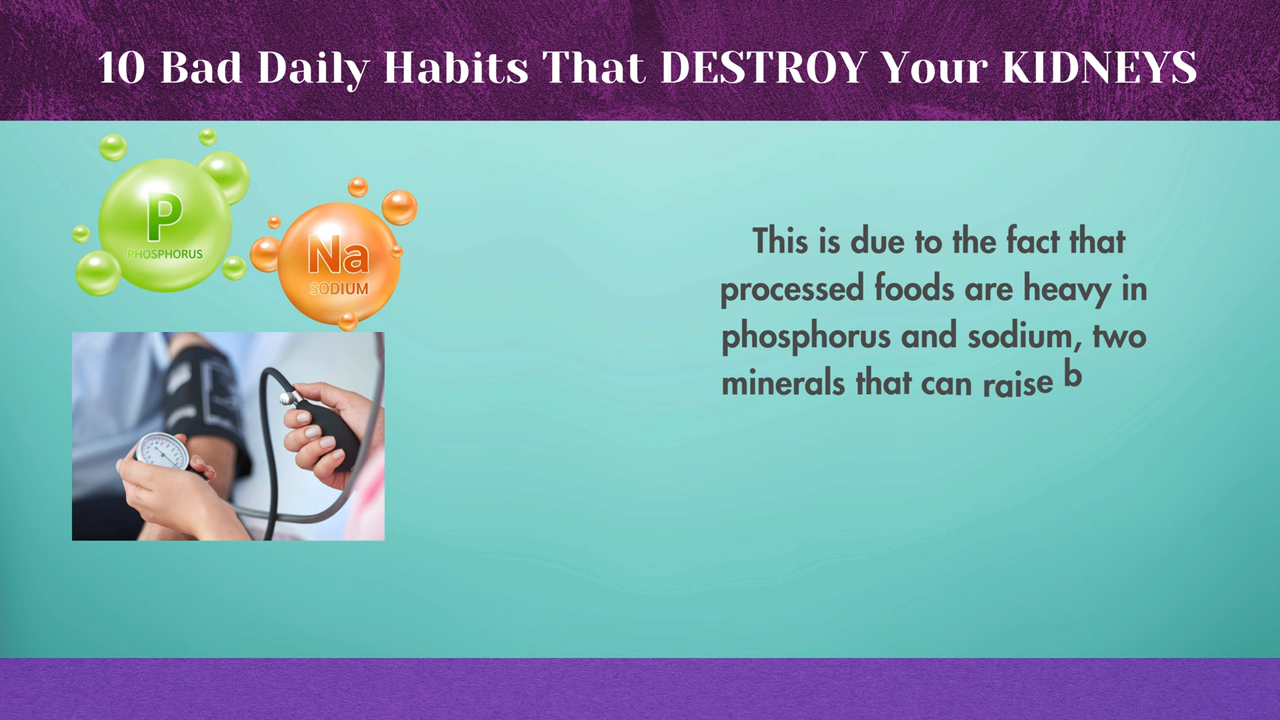 10 Bad Daily Habits That DESTROY Your KIDNEYS
P
PHOSPHORUS
Na
SODIUM
This is due to the fact that
processed foods are heavy in
phosphorus and sodium, two
minerals that can raise b